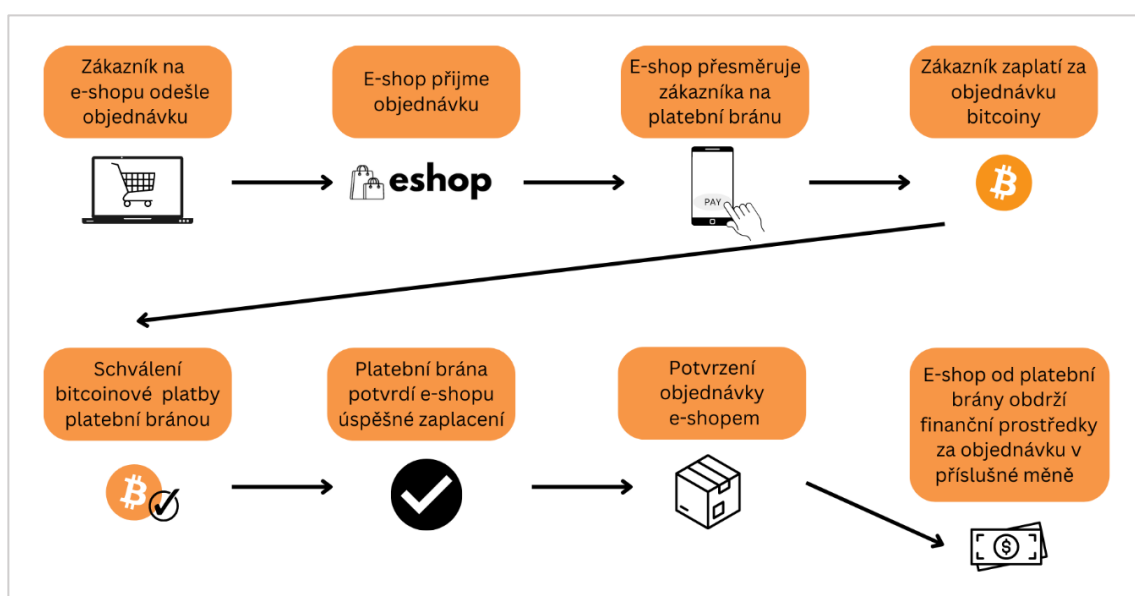 Zákazník na
e-shopu odešle
objednávku
E-shop přijme
objednávku
E-shop přesměruje
zákazníka na
platební bránu
Zákazník zaplatí za
objednávku
bitcoiny
eshop
PAY
Schválení
bitcoinové platby
platební bránou
Platební brána
potvrdí e-shopu
úspěšné zaplacení
Potvrzení
objednávky
e-shopem
E-shop od platební
brány obdrží
finanční prostředky
za objednávku v
příslušné měně